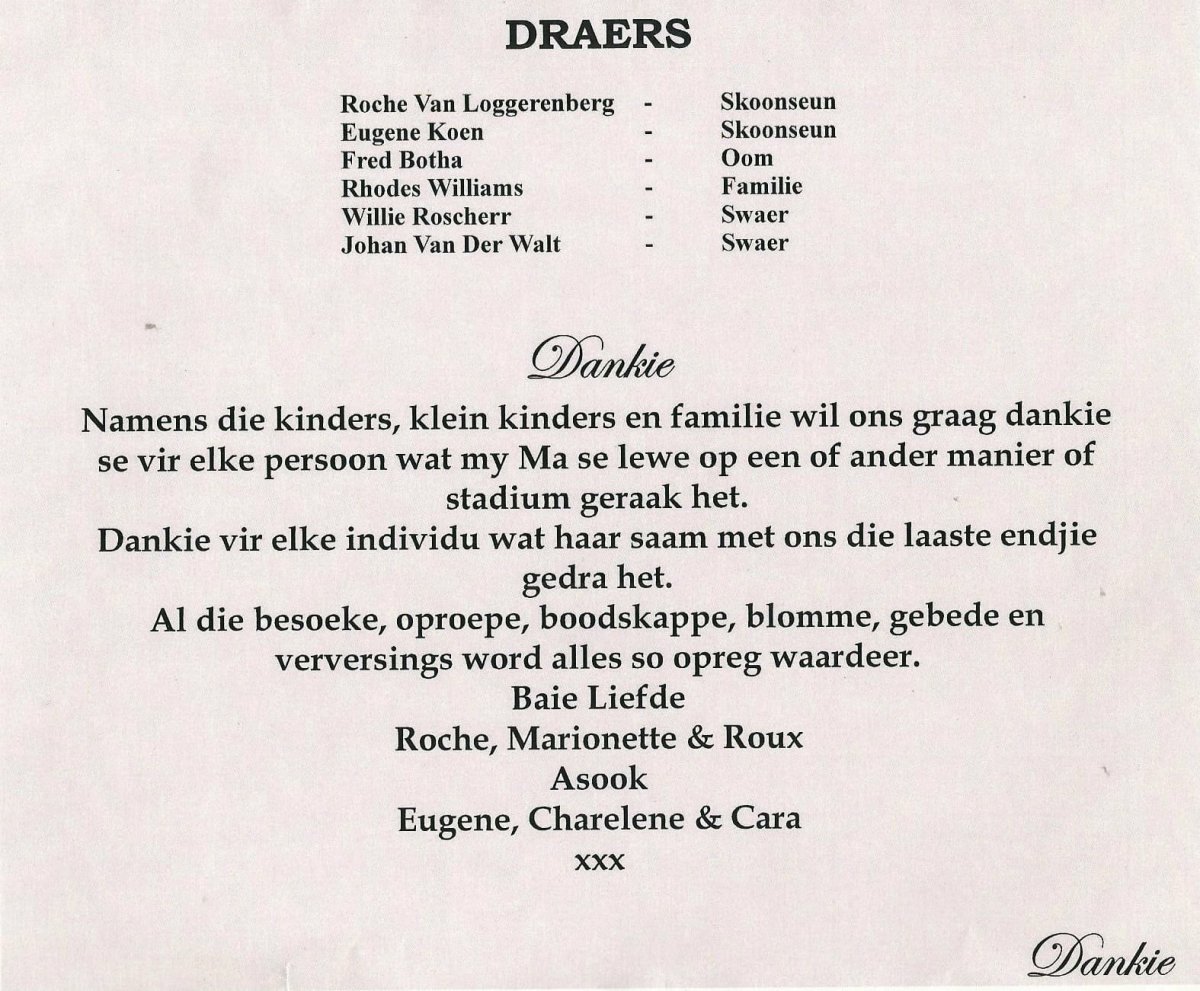 DRAERS
Roche Van Loggerenberg - Skoonseun
Eugene Koen - Skoonseun
Fred Botha - Oom
Rhodes Williams - Familie
Willie Roscherr - Swaer
Johan Van Der Walt - Swaer
Dankie
Namens die kinders, klein kinders en familie wil ons graag dankie
se vir elke persoon wat my Ma se lewe op een of ander manier of
stadium geraak het.
Dankie vir elke individu wat haar saam met ons die laaste endjie
gedra het.
Al die besoeke, oproepe, boodskappe, blomme, gebede en
verversings word alles so opreg waardeer.
Baie Liefde
Roche, Marionette & Roux
Asook
Eugene, Charelene & Cara
xxx
Dankie